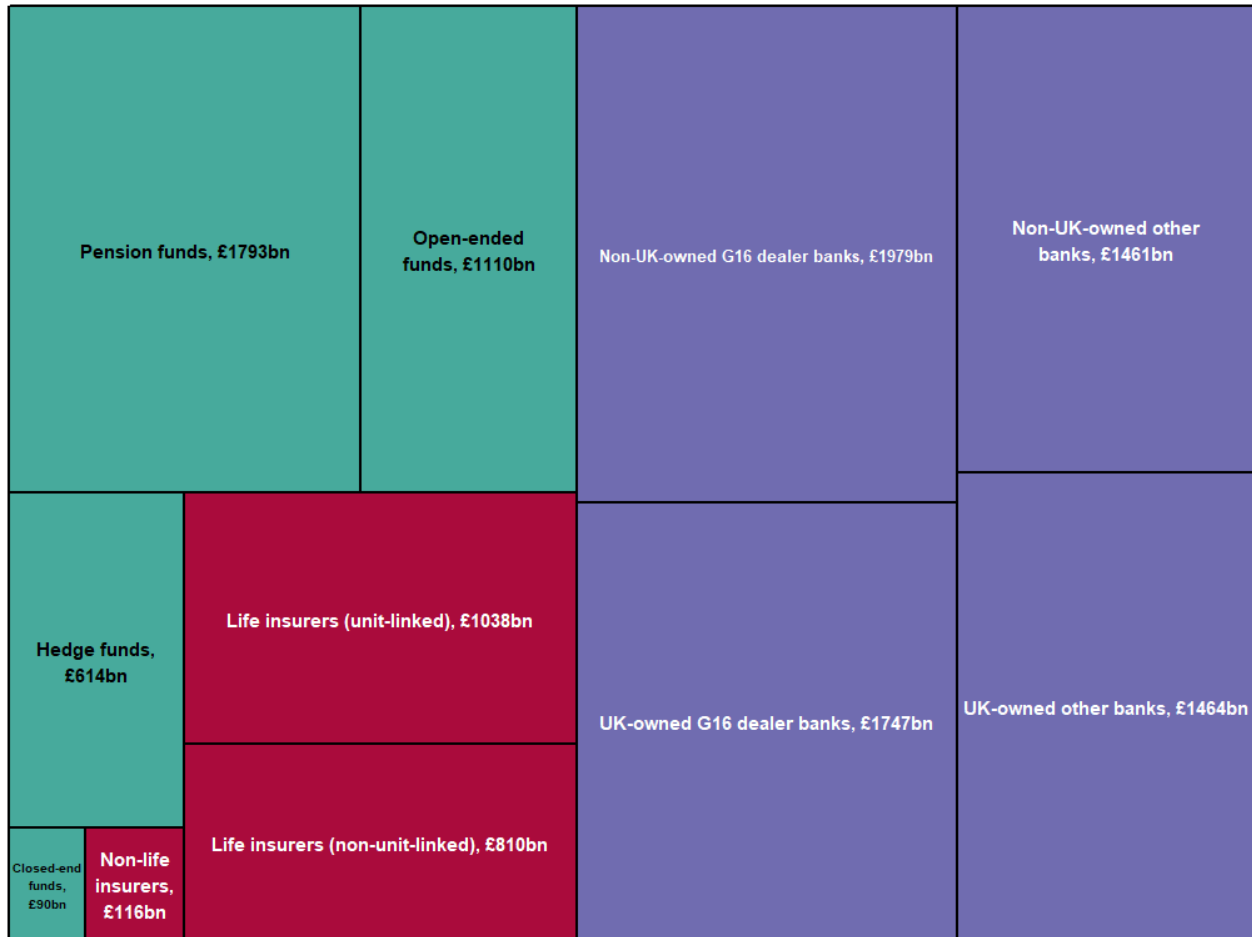 Pension funds, £1793bn
Open-ended
funds, £1110bn
Non-UK-owned G16 dealer banks, £1979bn
Non-UK-owned other
banks, £1461bn
Hedge funds,
£614bn
Life insurers (unit-linked), £1038bn
UK-owned G16 dealer banks, £1747bn
UK-owned other banks, £1464bn
Life insurers (non-unit-linked), £810bn
Closed-end
funds,
£90bn
Non-life
insurers,
£116bn